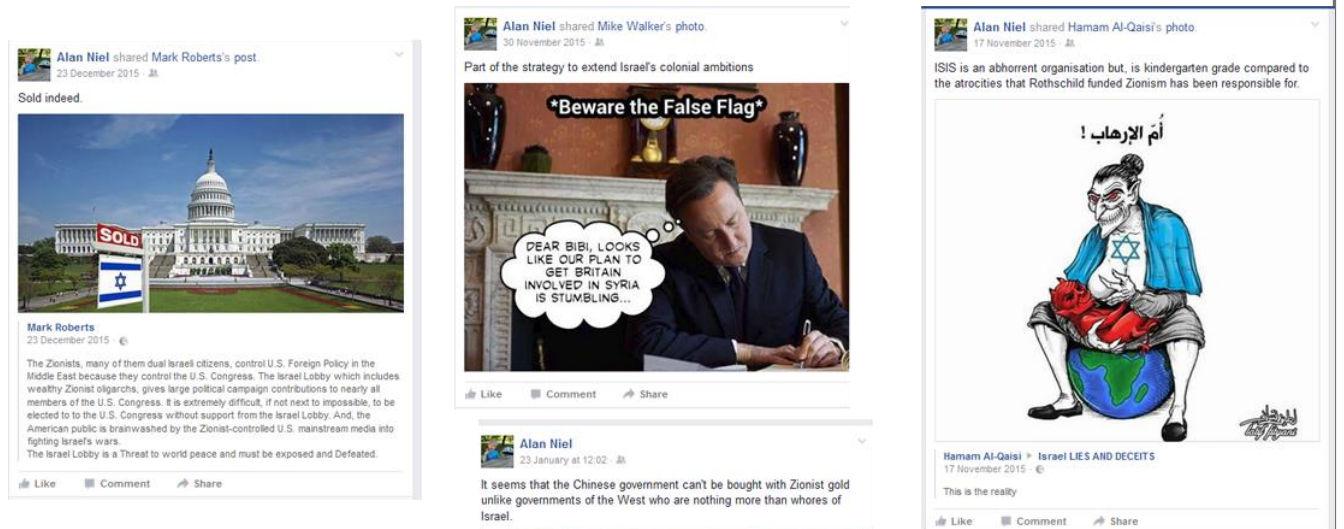 Alan Niel shared Mark Roberts's post.
23 December 2015
Sold indeed.
SOLD
Mark Roberts
23 December 2015
The Zionists, many of them dual Israeli citizens, control U.S. Foreign Policy in the
Middle East because they control the U.S. Congress. The Israel Lobby which includes
wealthy Zionist oligarchs, gives large political campaign contributions to nearly all
members of the U.S. Congress. It is extremely difficult, if not next to impossible, to be
elected to to the U.S. Congress without support from the Israel Lobby. And, the
American public is brainwashed by the Zionist-controlled U.S. mainstream media into
fighting Israel's wars.
The Israel Lobby is a Threat to world peace and must be exposed and Defeated.
Like Comment Share
Alan Niel shared Mike Walker's photo.
30 November 2015
Part of the strategy to extend Israel's colonial ambitions
*Beware the False Flag*
DEAR BIBI, LOOKS
LIKE OUR PLAN TO
GET BRITAIN
INVOLVED IN SYRIA
IS STUMBLING...
Like Comment Share
Alan Niel
23 January at 12:02
It seems that the Chinese government can't be bought with Zionist gold
unlike governments of the West who are nothing more than whores of
Israel.
Alan Niel shared Hamam Al-Qaisi's photo.
17 November 2015
ISIS is an abhorrent organisation but, is kindergarten grade compared to
the atrocities that Rothschild funded Zionism has been responsible for.
أم الإرهاب !
Hamam Al-Qaisi Israel LIES AND DECEITS
17 November 2015
This is the reality
Like Comment Share